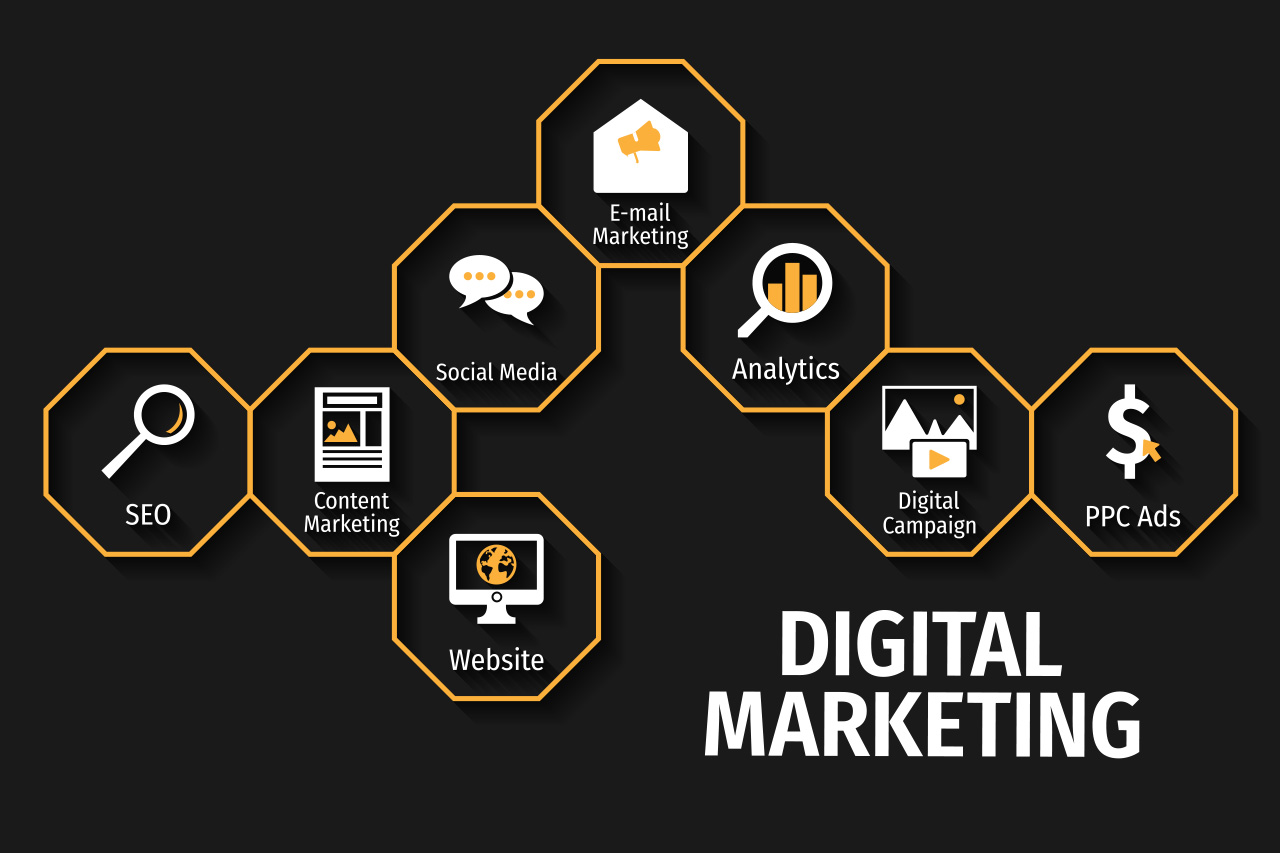 E-mail
Marketing
Social Media
Analytics
SEO
Content
Marketing
Digital
Campaign
PPC Ads
Website
DIGITAL
MARKETING